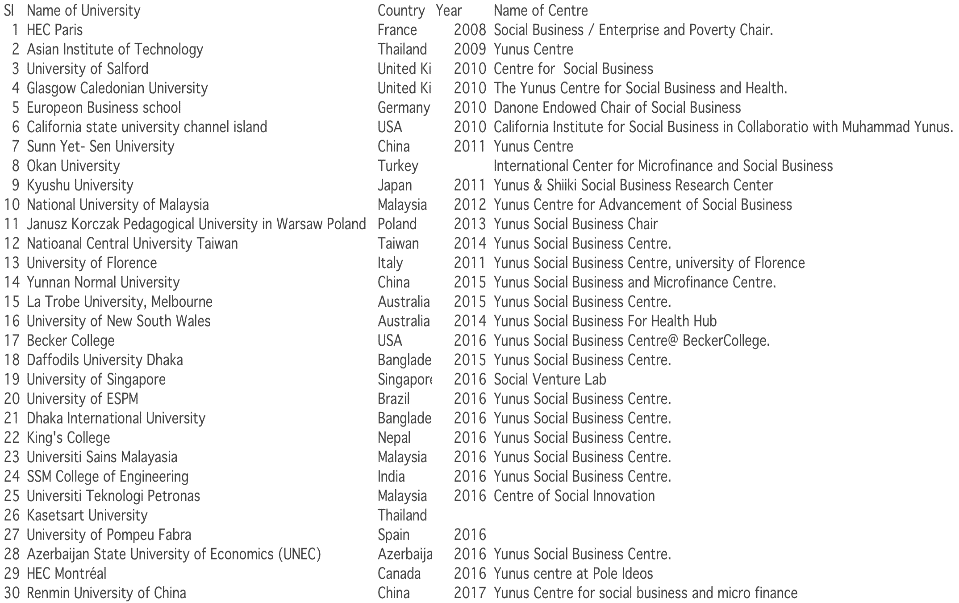 Sl Name of University Country Year Name of Centre
1 HEC Paris France 2008 Social Business / Enterprise and Poverty Chair.
2 Asian Institute of Technology Thailand 2009 Yunus Centre
3 University of Salford United Ki 2010 Centre for Social Business
4 Glasgow Caledonian University United Ki 2010 The Yunus Centre for Social Business and Health.
5 Europeon Business school Germany 2010 Danone Endowed Chair of Social Business
6 California state university channel island USA 2010 California Institute for Social Business in Collaboratio with Muhammad Yunus.
7 Sunn Yet- Sen University China 2011 Yunus Centre
8 Okan University Turkey International Center for Microfinance and Social Business
9 Kyushu University Japan 2011 Yunus & Shiiki Social Business Research Center
10 National University of Malaysia Malaysia 2012 Yunus Centre for Advancement of Social Business
11 Janusz Korczak Pedagogical University in Warsaw Poland Poland 2013 Yunus Social Business Chair
12 Natioanal Central University Taiwan Taiwan 2014 Yunus Social Business Centre.
13 University of Florence Italy 2011 Yunus Social Business Centre, university of Florence
14 Yunnan Normal University China 2015 Yunus Social Business and Microfinance Centre.
15 La Trobe University, Melbourne Australia 2015 Yunus Social Business Centre.
16 University of New South Wales Australia 2014 Yunus Social Business For Health Hub
17 Becker College USA 2016 Yunus Social Business Centre@ BeckerCollege.
18 Daffodils University Dhaka Banglade 2015 Yunus Social Business Centre.
19 University of Singapore Singapore 2016 Social Venture Lab
20 University of ESPM Brazil 2016 Yunus Social Business Centre.
21 Dhaka International University Banglade 2016 Yunus Social Business Centre.
22 King's College Nepal 2016 Yunus Social Business Centre.
23 Universiti Sains Malayasia Malaysia 2016 Yunus Social Business Centre.
24 SSM College of Engineering India 2016 Yunus Social Business Centre.
25 Universiti Teknologi Petronas Malaysia 2016 Centre of Social Innovation
26 Kasetsart University Thailand
27 University of Pompeu Fabra Spain 2016
28 Azerbaijan State University of Economics (UNEC) Azerbaija 2016 Yunus Social Business Centre.
29 HEC Montréal Canada 2016 Yunus centre at Pole Ideos
30 Renmin University of China China 2017 Yunus Centre for social business and micro finance